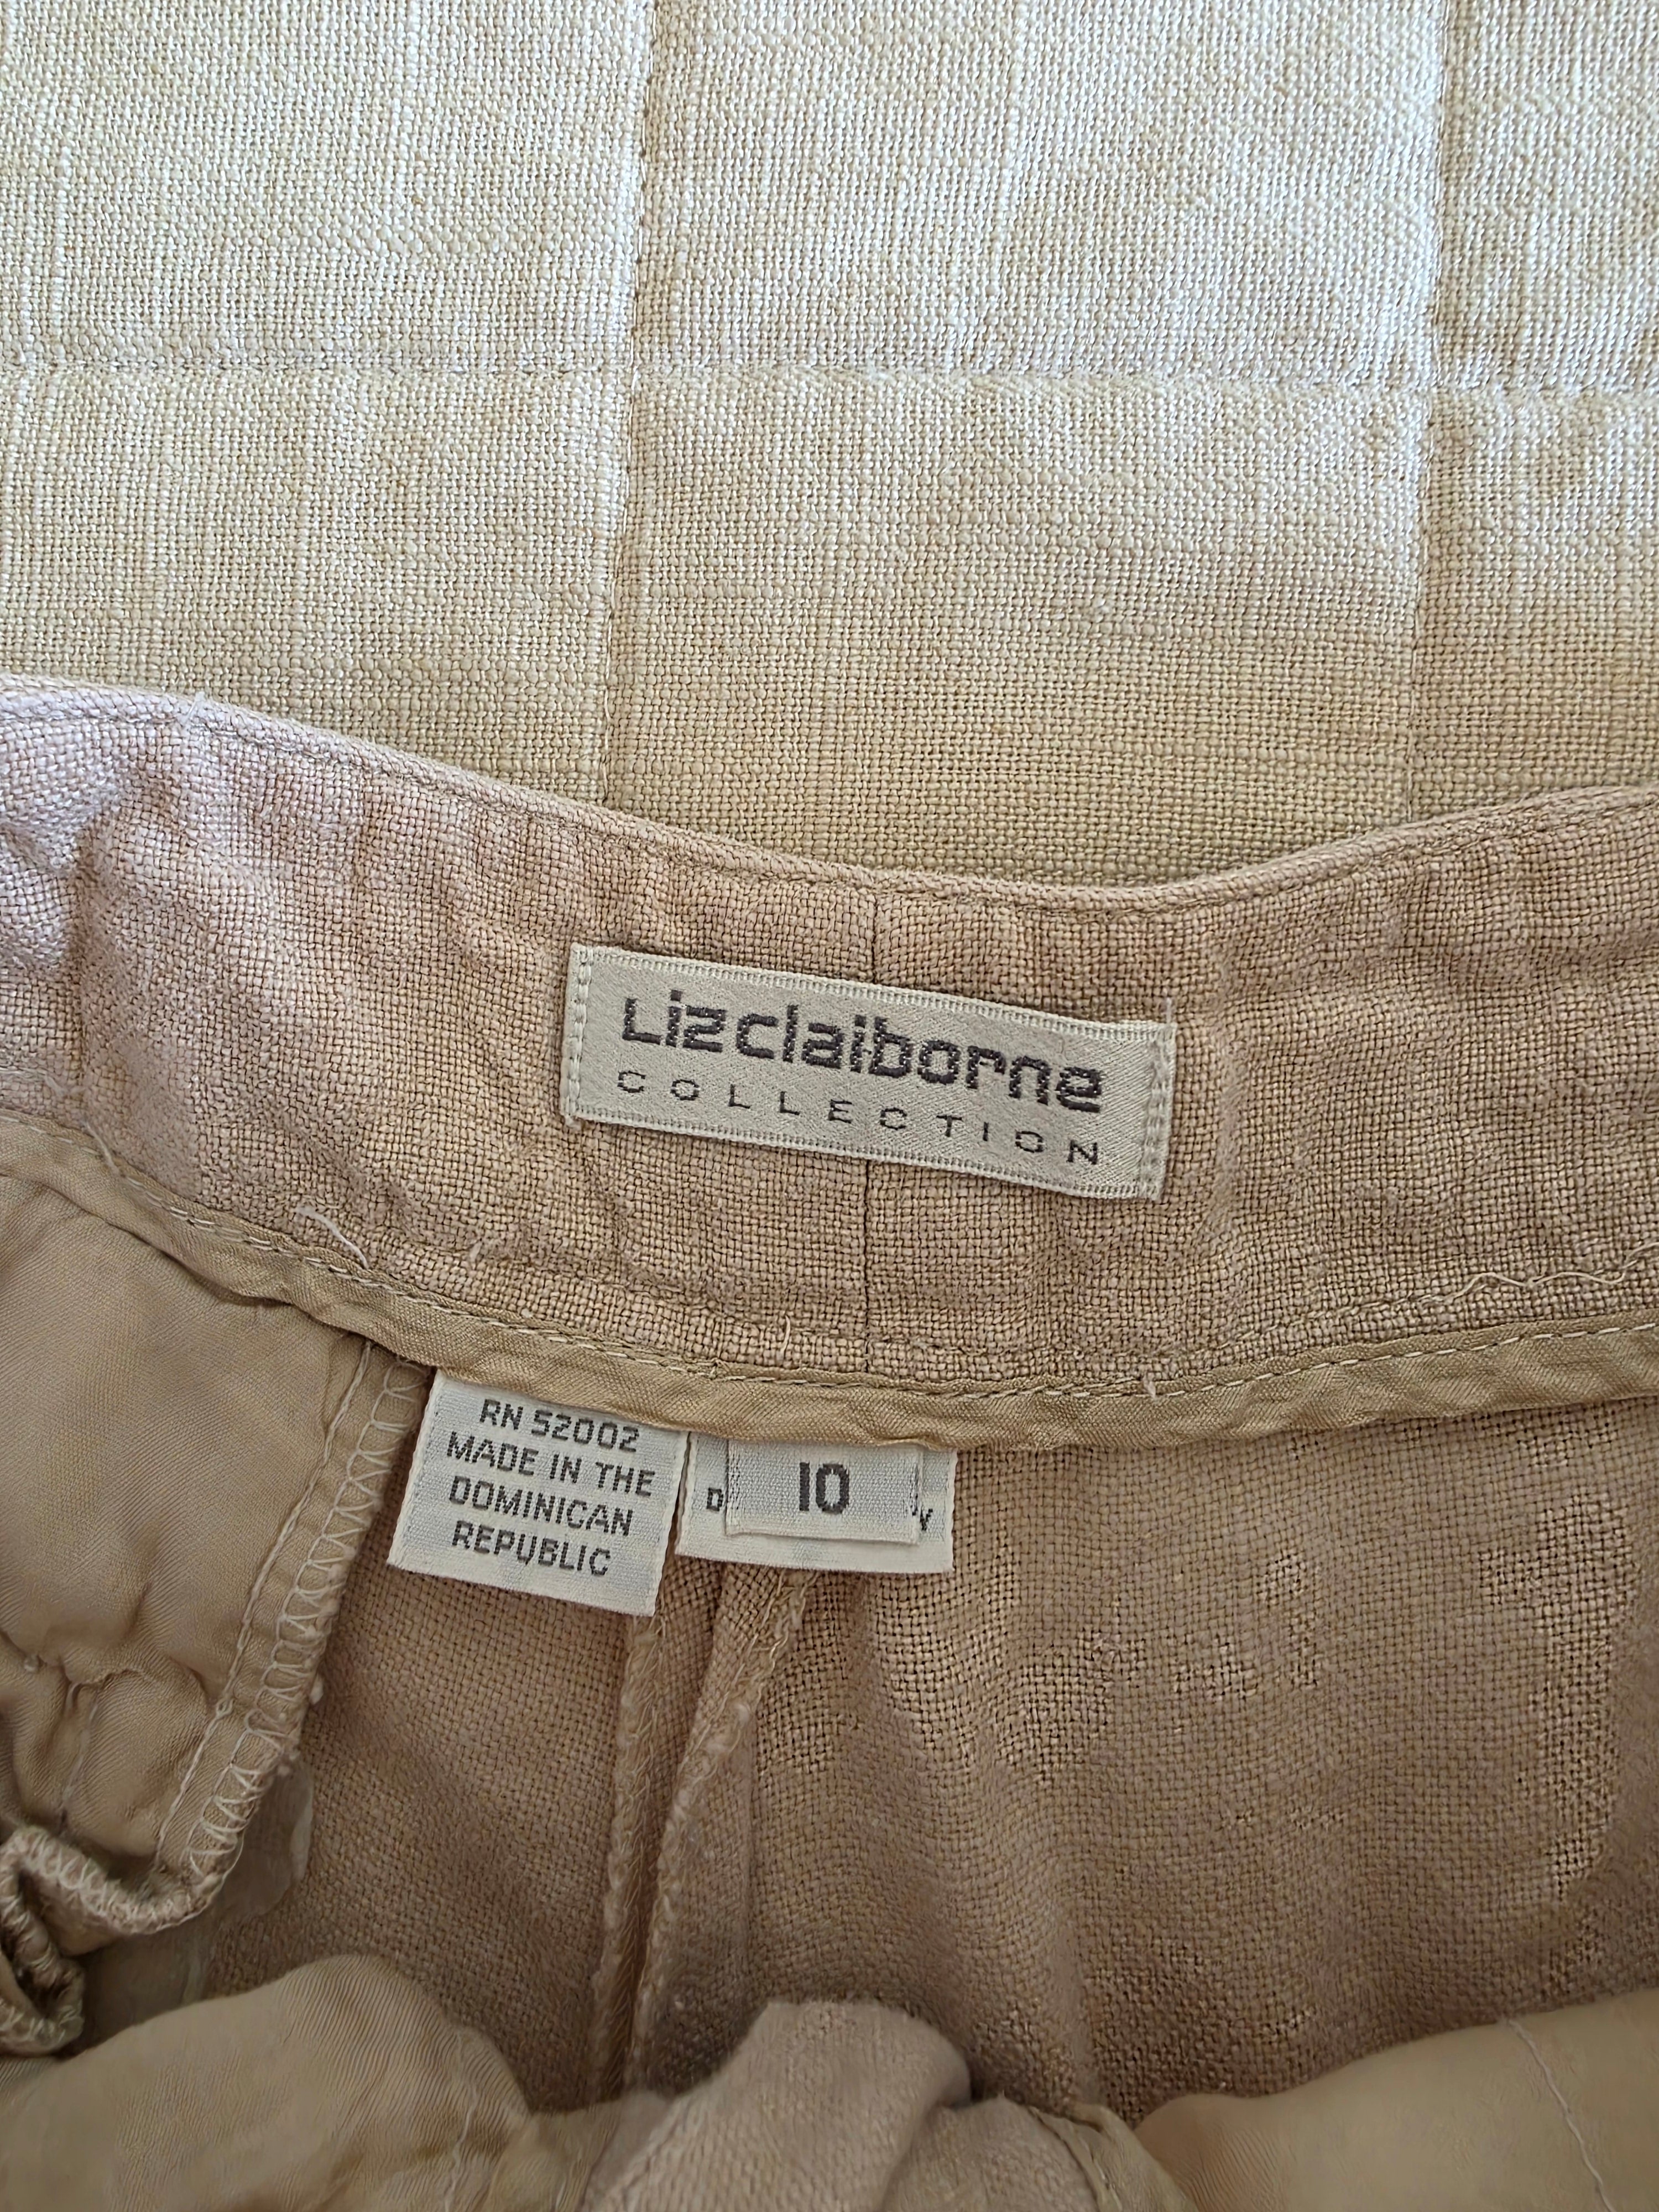 Lizclaiborne
COLLECTION
RN 52002
MADE IN THE
DOMINICAN
REPUBLIC
10